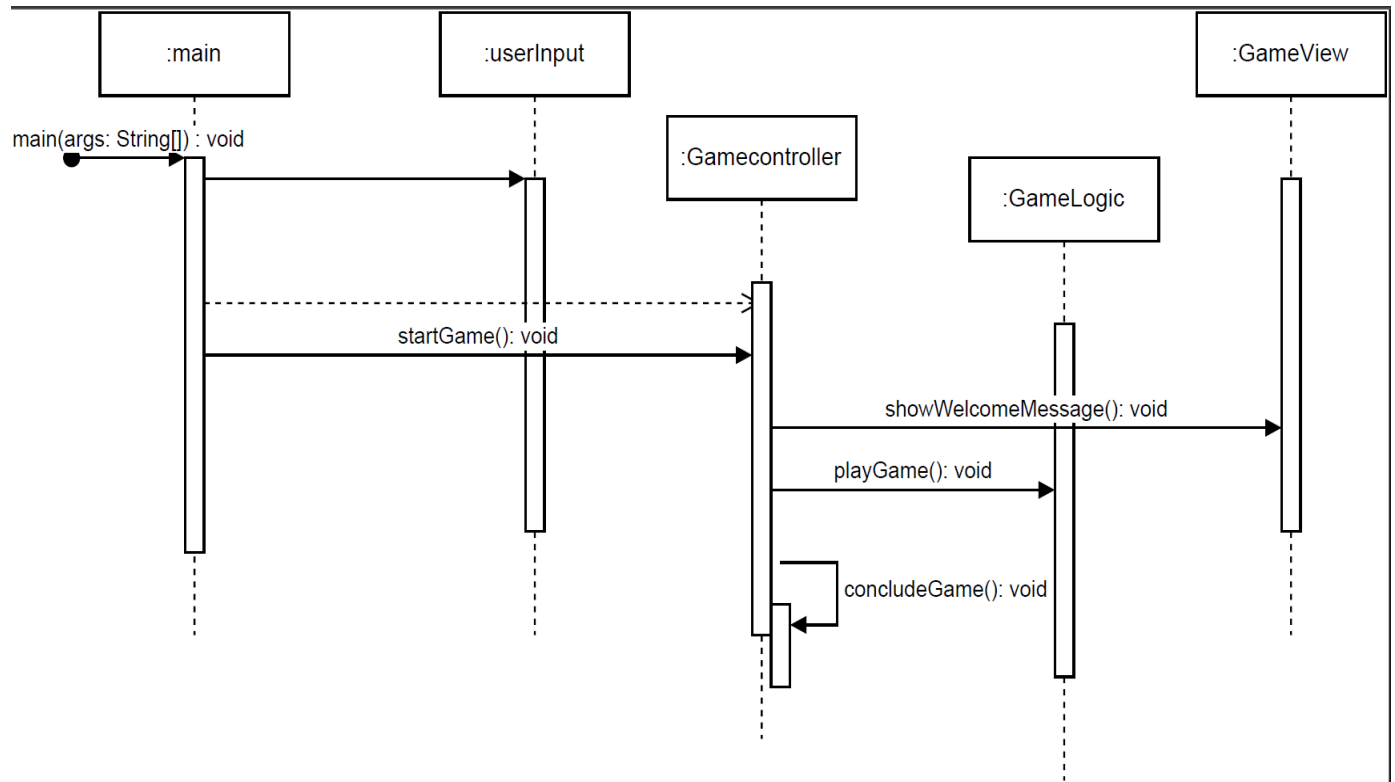 :main
:userInput
:GameView
main(args: String[]) : void
:Gamecontroller
:GameLogic
startGame(): void
showWelcomeMessage(): void
playGame(): void
concludeGame(): void